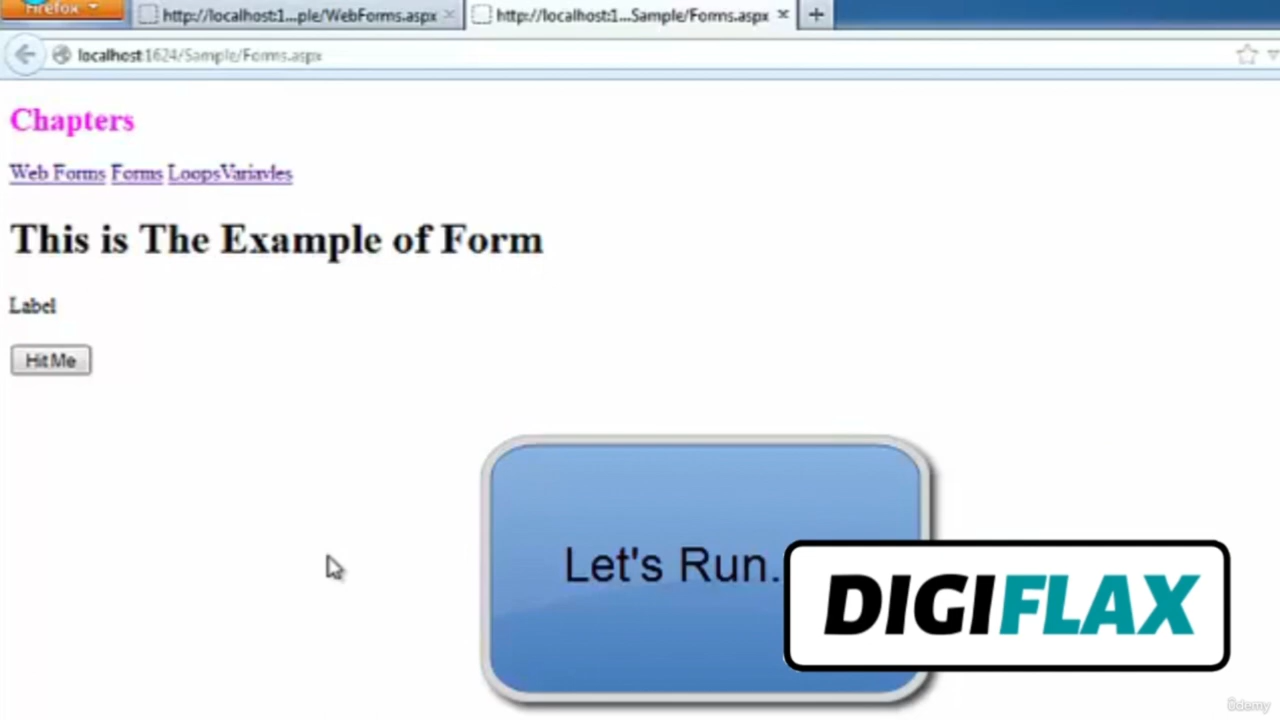 Firefox
http://localhost:1...ple/WebForms.aspx
http://localhost:1...Sample/Forms.aspx
localhost:1624/Sample/Forms.aspx
Chapters
Web Forms Forms LoopsVariavles
This is The Example of Form
Label
Hit Me
Let's Run.
DIGIFLAX
ûdemy